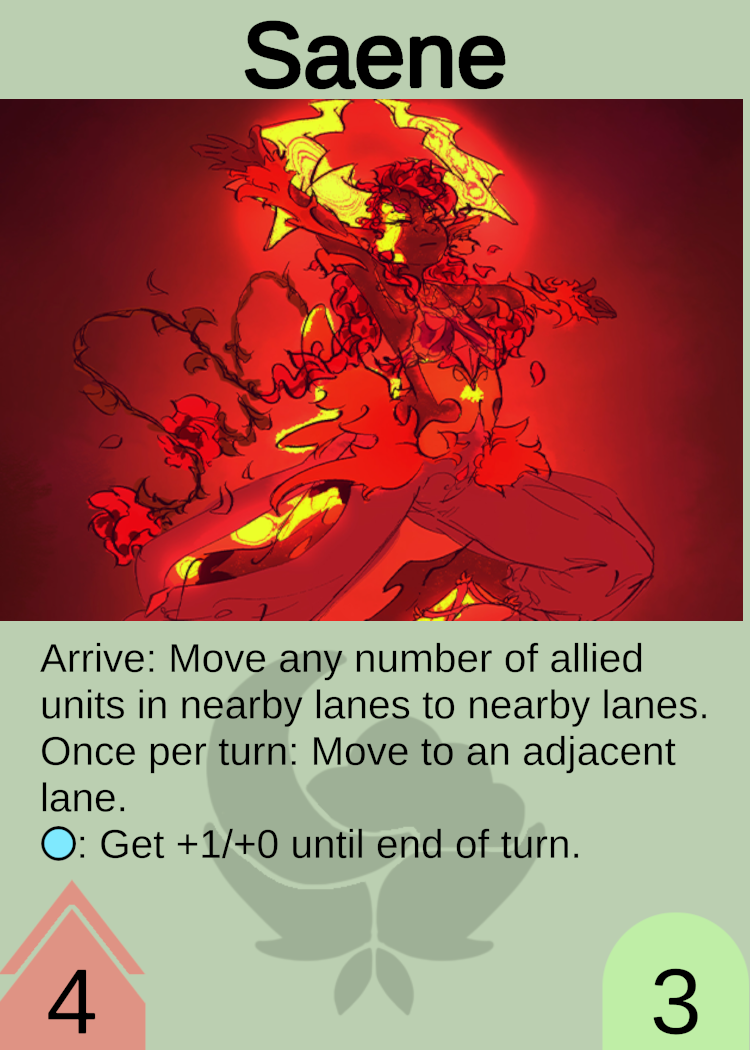 Saene
Arrive: Move any number of allied
units in nearby lanes to nearby lanes.
Once per turn: Move to an adjacent
lane.
: Get +1/+0 until end of turn.
4
3